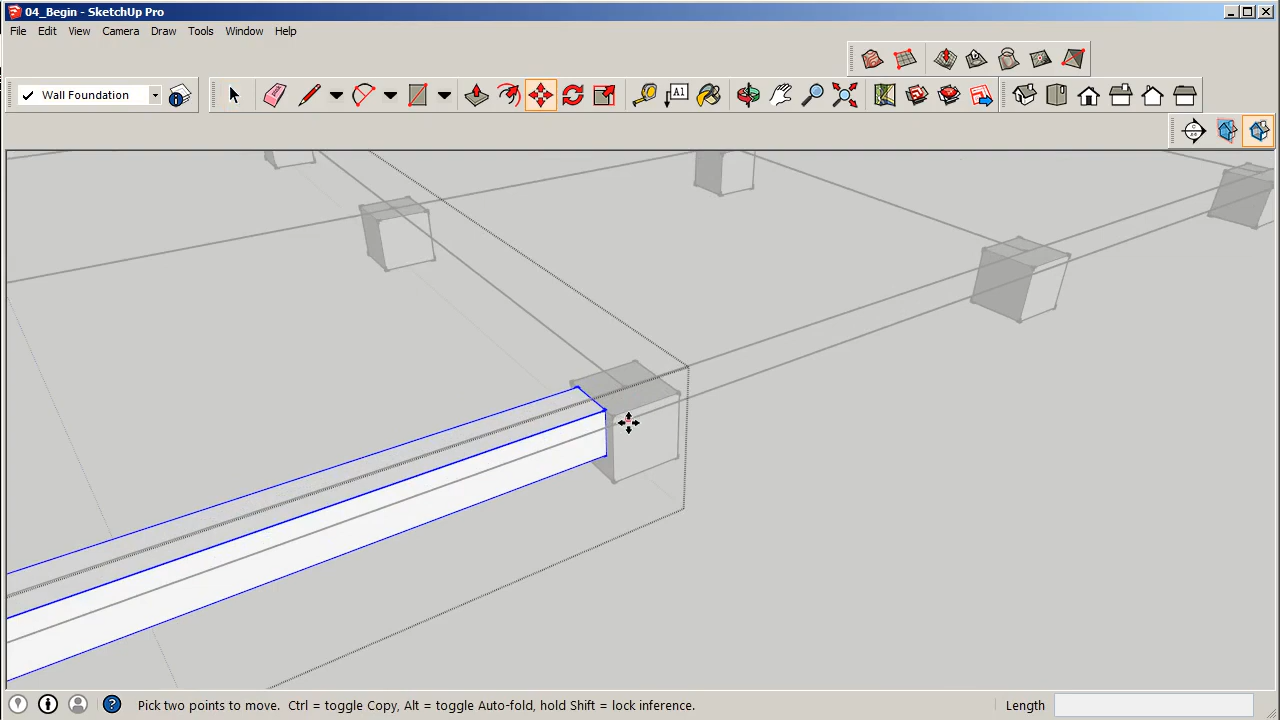 04_Begin - SketchUp Pro
File Edit View Camera Draw Tools Window Help
Wall Foundation
A1
Pick two points to move. Ctrl = toggle Copy, Alt = toggle Auto-fold, hold Shift = lock inference.
Length